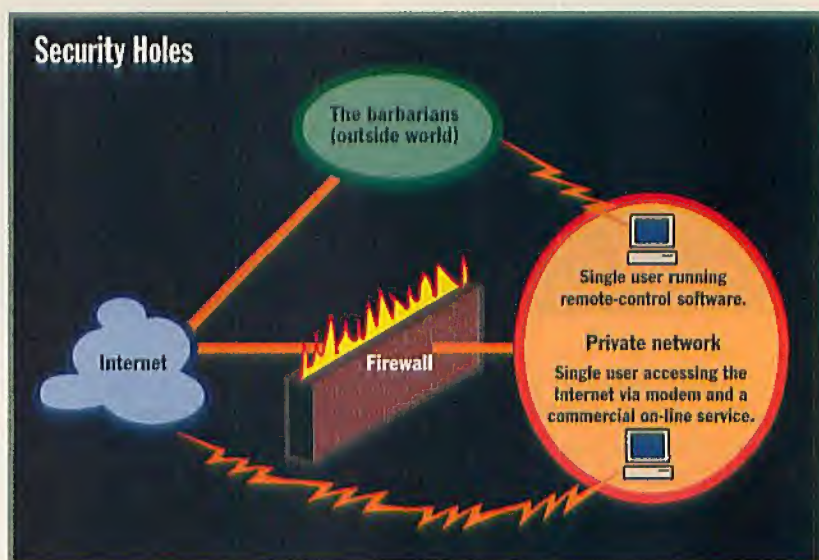 Security Holes
The barbarians
(outside world)
Single user running
remote-control software.
Internet
Firewall
Private network
Single user accessing the
Internet via modem and a
commercial on-line service.